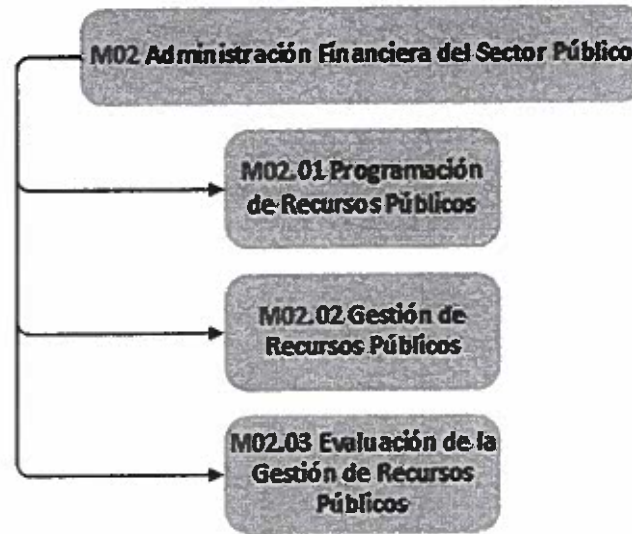 M02 Administración Financiera del Sector Público
M02.01 Programación
de Recursos Públicos
M02.02 Gestión de
Recursos Públicos
M02.03 Evaluación de la
Gestión de Recursos
Públicos